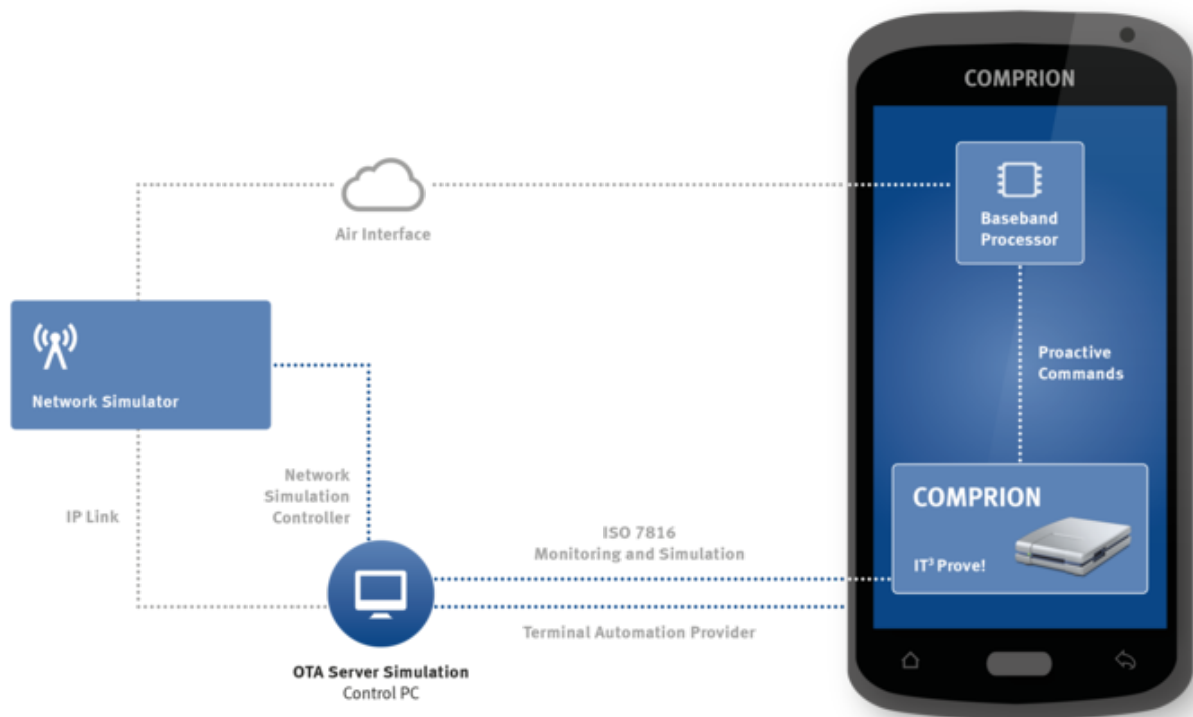 COMPRION
Baseband
Processor
Air Interface
Proactive
Commands
Network Simulator
Network
Simulation
Controller
IP Link
ISO 7816
Monitoring and Simulation
COMPRION
IT³ Prove!
Terminal Automation Provider
OTA Server Simulation
Control PC